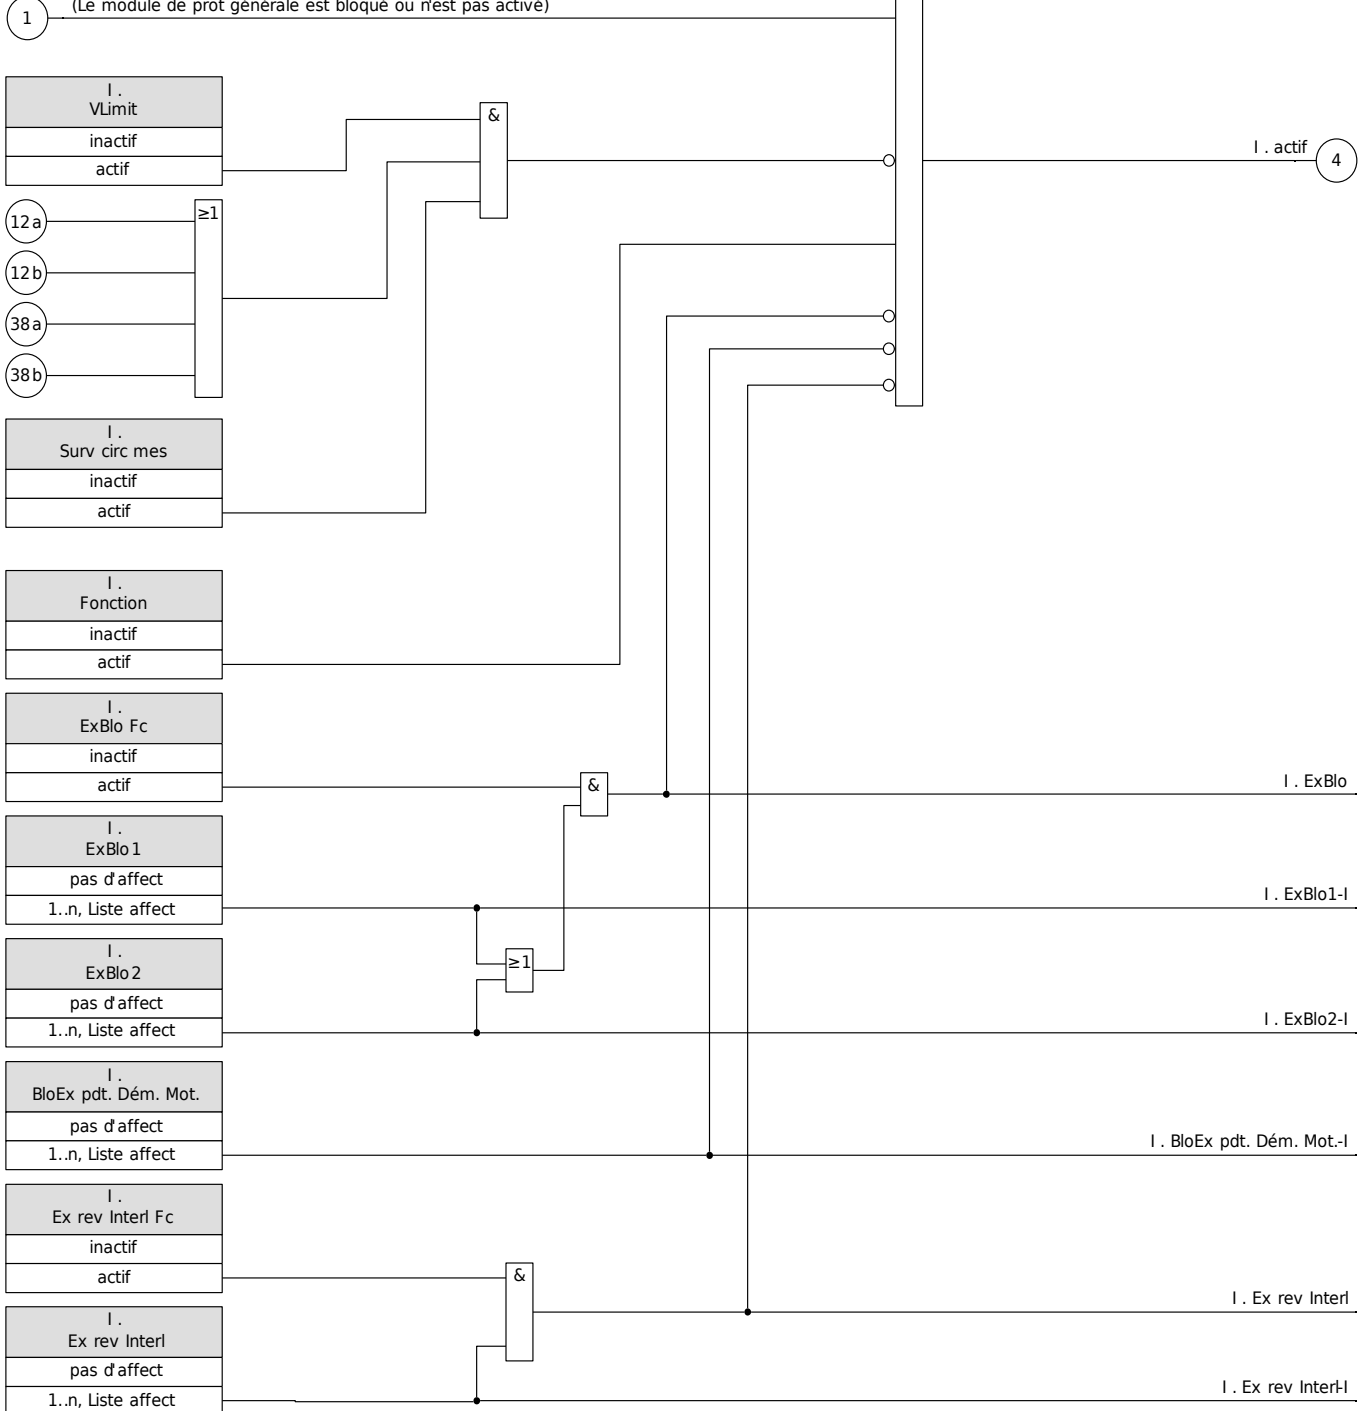 (Le module de prot générale est bloqué ou n'est pas activé)
1
I .
VLimit
inactif
actif
&
I . actif
4
12a
≥1
12b
38a
38b
I .
Surv circ mes
inactif
actif
I .
Fonction
inactif
actif
I .
ExBlo Fc
inactif
actif
&
I . ExBlo
I .
ExBlo1
pas d'affect
1..n, Liste affect
I . ExBlo1-I
I .
ExBlo2
pas d'affect
1..n, Liste affect
≥1
I . ExBlo2-I
I .
BloEx pdt. Dém. Mot.
pas d'affect
1..n, Liste affect
I . BloEx pdt. Dém. Mot.-I
I .
Ex rev Interl Fc
inactif
actif
&
I . Ex rev Interl
I .
Ex rev Interl
pas d'affect
1..n, Liste affect
I . Ex rev Interl-I